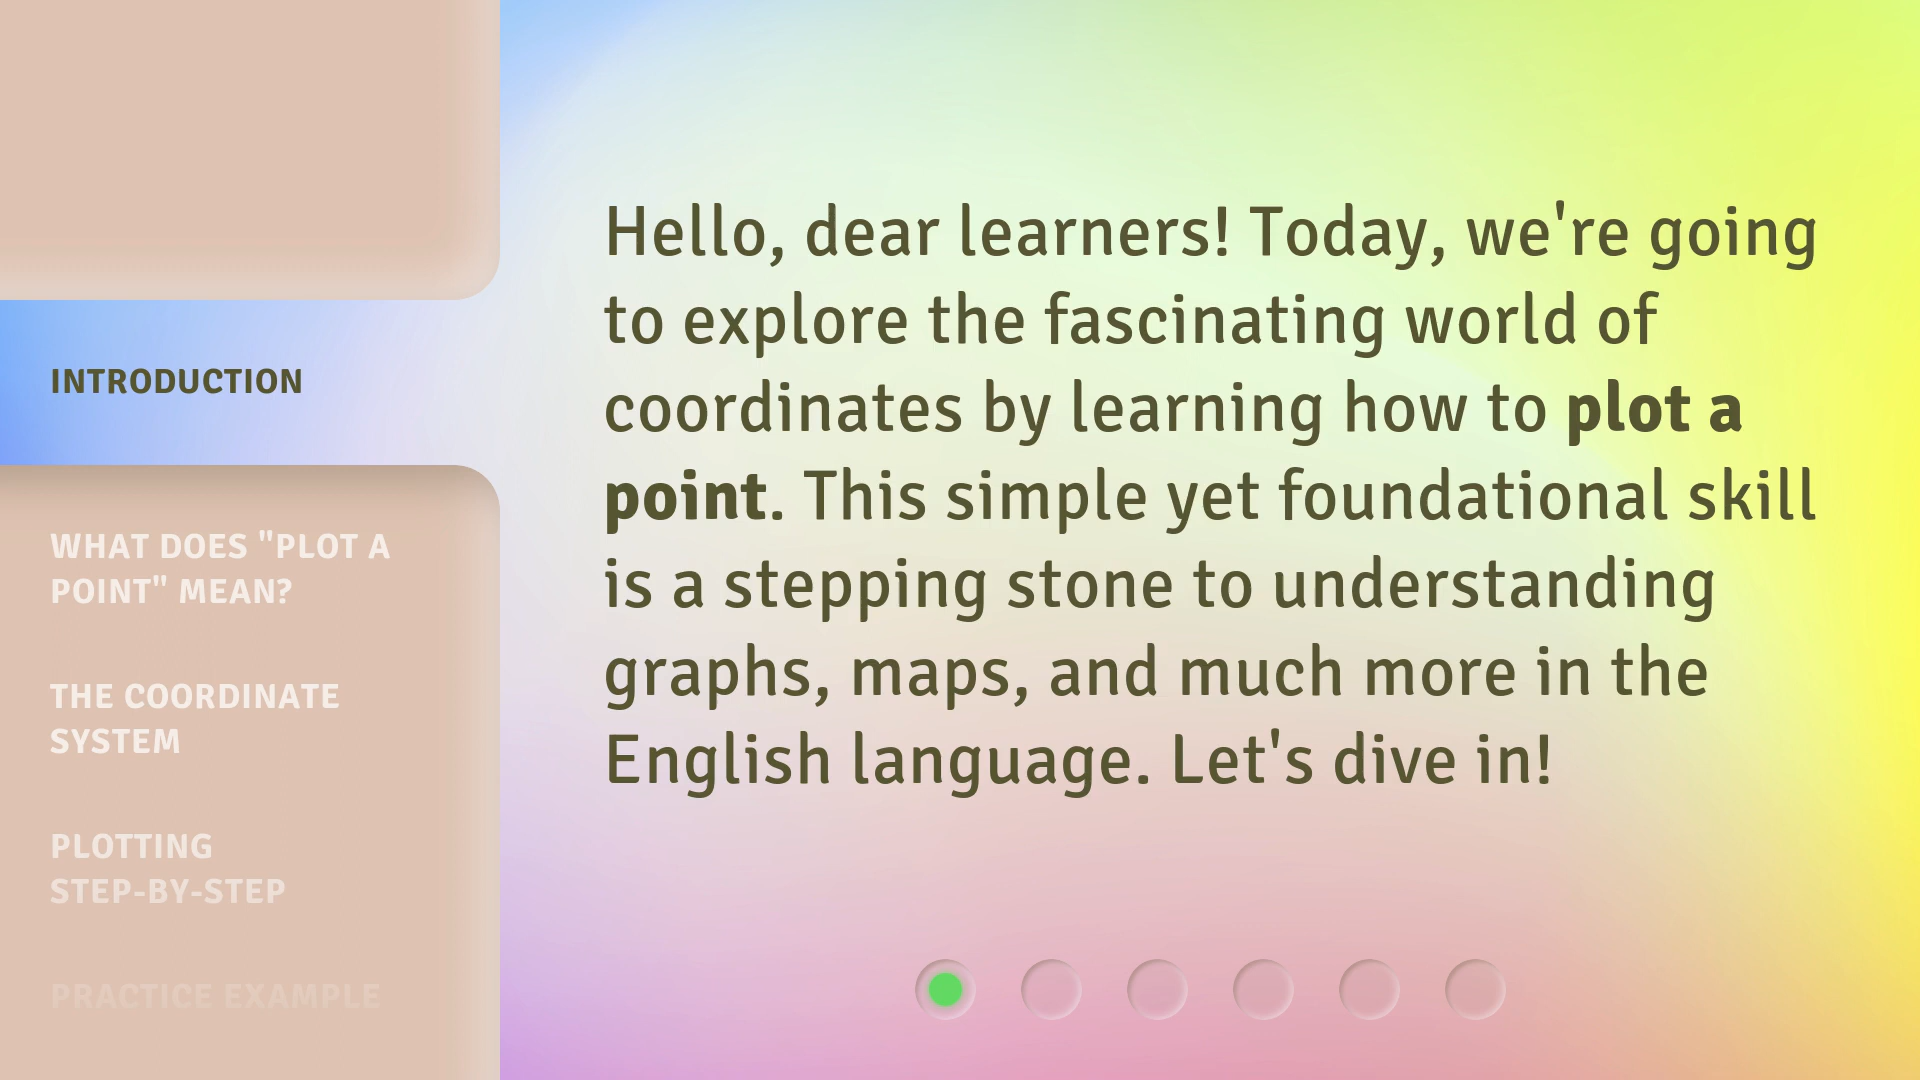 INTRODUCTION
WHAT DOES "PLOT A
POINT" MEAN?
THE COORDINATE
SYSTEM
PLOTTING
STEP-BY-STEP
PRACTICE EXAMPLE
Hello, dear learners! Today, we're going
to explore the fascinating world of
coordinates by learning how to plot a
point. This simple yet foundational skill
is a stepping stone to understanding
graphs, maps, and much more in the
English language. Let's dive in!